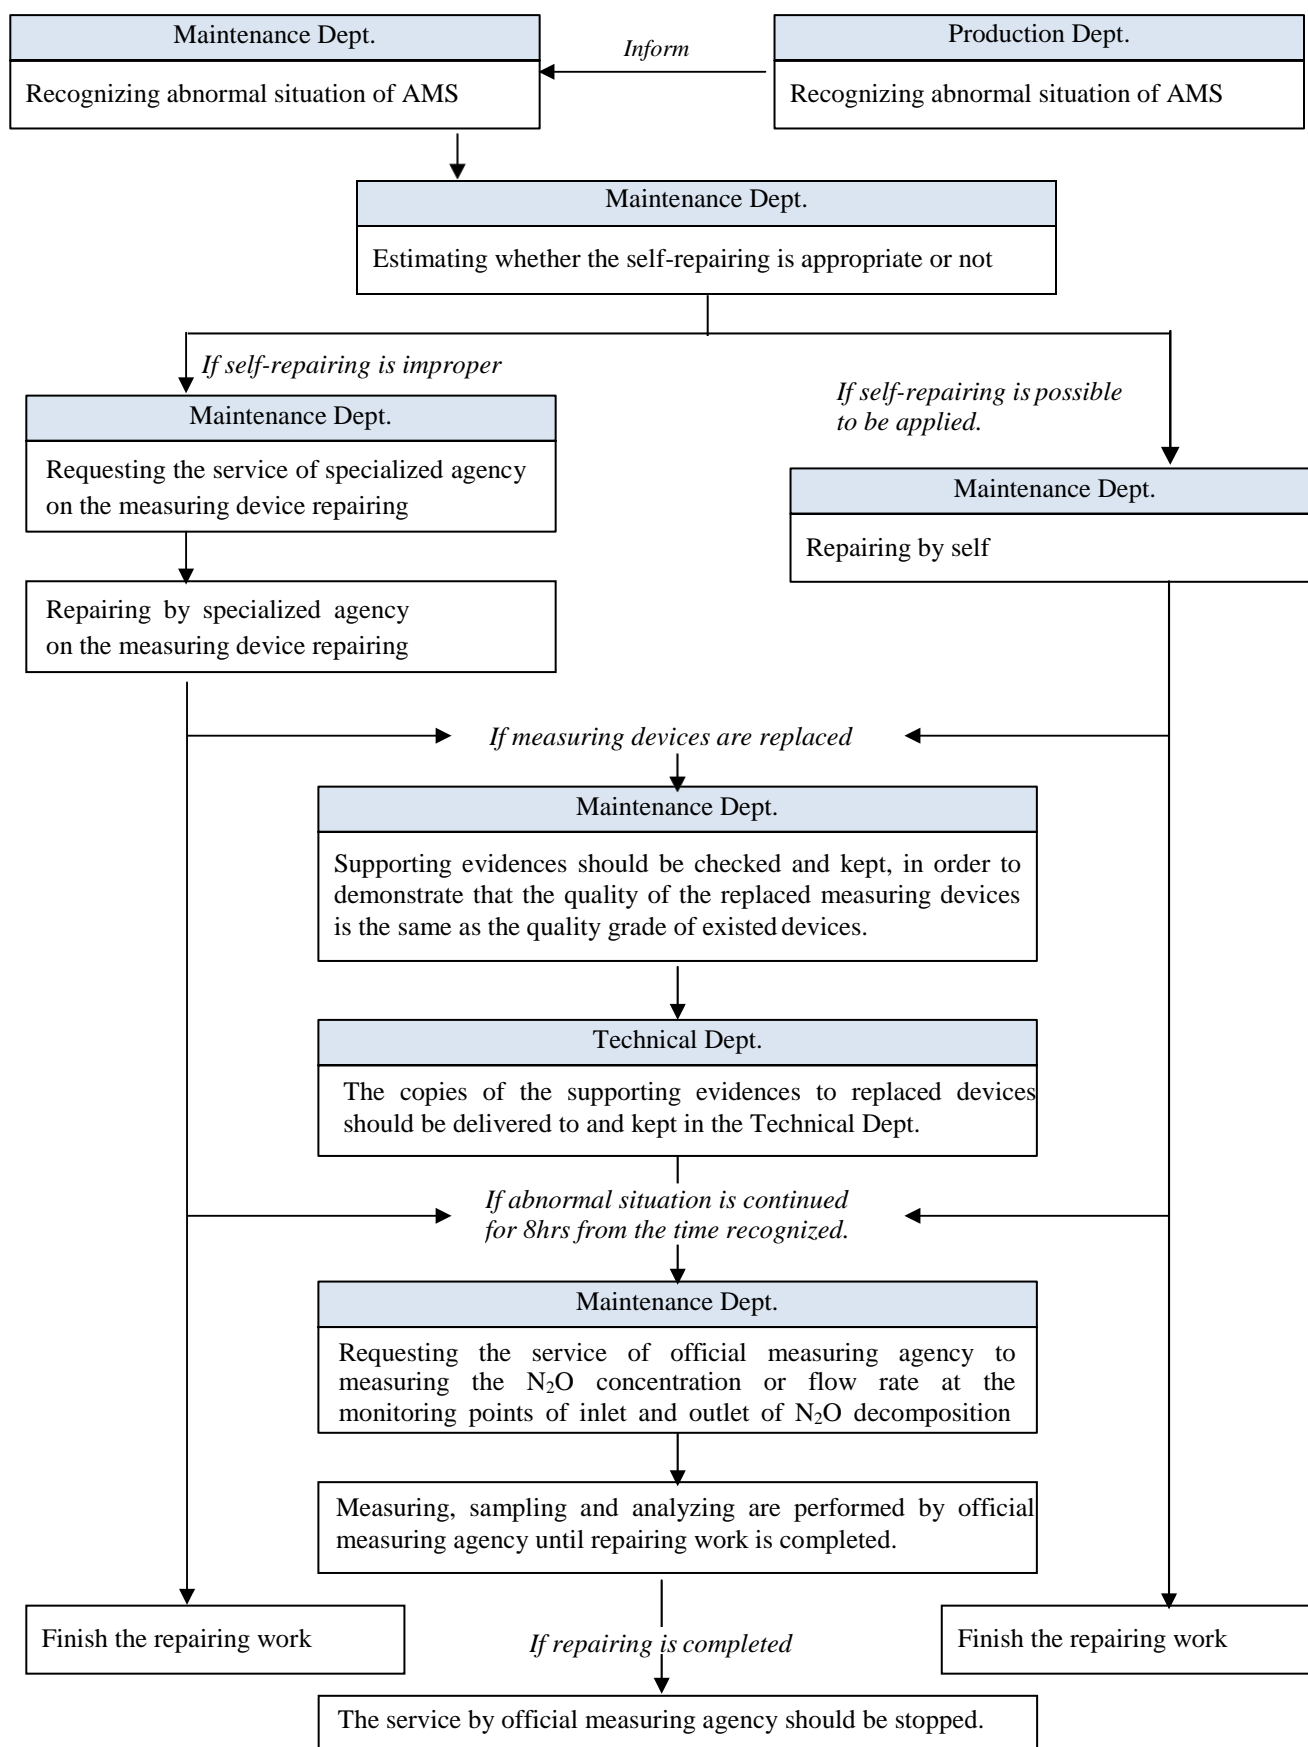 Maintenance Dept.
Recognizing abnormal situation of AMS
Inform
Production Dept.
Recognizing abnormal situation of AMS
Maintenance Dept.
Estimating whether the self-repairing is appropriate or not
If self-repairing is improper
If self-repairing is possible
to be applied.
Maintenance Dept.
Requesting the service of specialized agency
on the measuring device repairing
Maintenance Dept.
Repairing by self
Repairing by specialized agency
on the measuring device repairing
If measuring devices are replaced
Maintenance Dept.
Supporting evidences should be checked and kept, in order to
demonstrate that the quality of the replaced measuring devices
is the same as the quality grade of existed devices.
Technical Dept.
The copies of the supporting evidences to replaced devices
should be delivered to and kept in the Technical Dept.
If abnormal situation is continued
for 8hrs from the time recognized.
Maintenance Dept.
Requesting the service of official measuring agency to
measuring the N₂O concentration or flow rate at the
monitoring points of inlet and outlet of N₂O decomposition
Measuring, sampling and analyzing are performed by official
measuring agency until repairing work is completed.
Finish the repairing work
If repairing is completed
Finish the repairing work
The service by official measuring agency should be stopped.